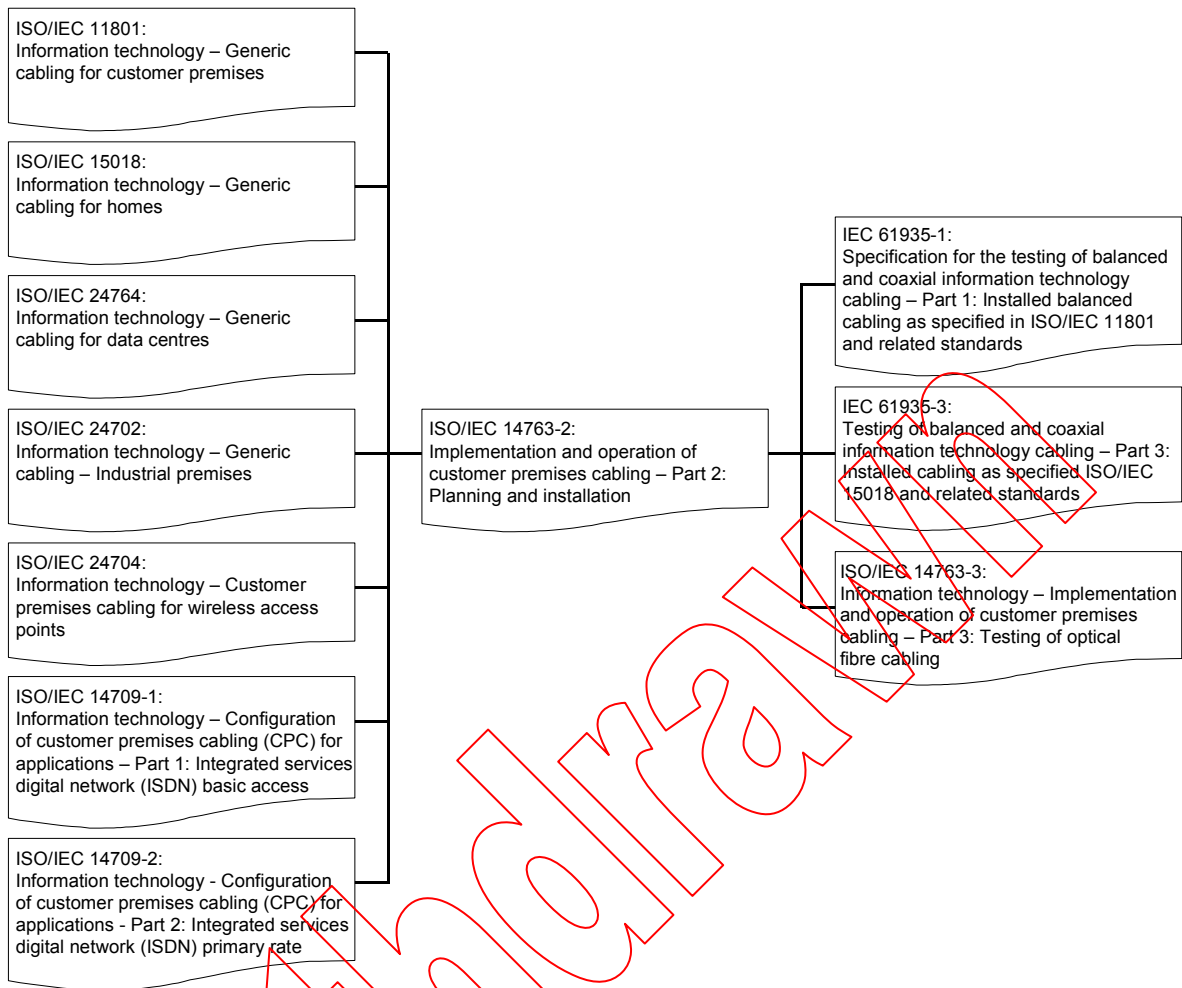 ISO/IEC 11801:
Information technology – Generic
cabling for customer premises
ISO/IEC 15018:
Information technology – Generic
cabling for homes
ISO/IEC 24764:
Information technology – Generic
cabling for data centres
ISO/IEC 24702:
Information technology – Generic
cabling – Industrial premises
ISO/IEC 24704:
Information technology – Customer
premises cabling for wireless access
points
ISO/IEC 14709-1:
Information technology – Configuration
of customer premises cabling (CPC) for
applications – Part 1: Integrated services
digital network (ISDN) basic access
ISO/IEC 14709-2:
Information technology - Configuration
of customer premises cabling (CPC) for
applications - Part 2: Integrated services
digital network (ISDN) primary rate
ISO/IEC 14763-2:
Implementation and operation of
customer premises cabling – Part 2:
Planning and installation
IEC 61935-1:
Specification for the testing of balanced
and coaxial information technology
cabling – Part 1: Installed balanced
cabling as specified in ISO/IEC 11801
and related standards
IEC 61935-3:
Testing of balanced and coaxial
information technology cabling – Part 3:
Installed cabling as specified ISO/IEC
15018 and related standards
ISO/IEC 14763-3:
Information technology – Implementation
and operation of customer premises
cabling – Part 3: Testing of optical
fibre cabling
hdrawn